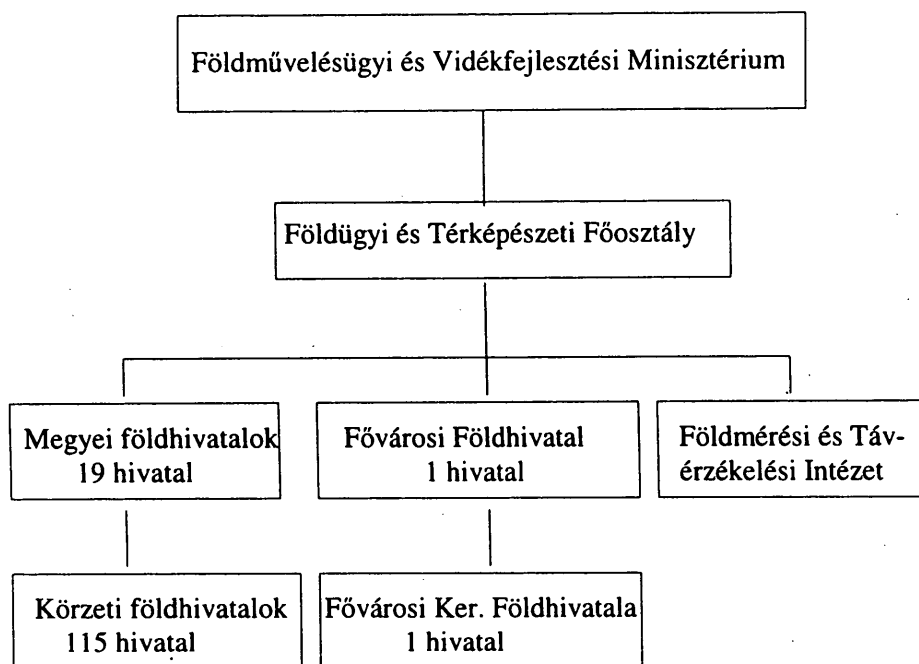 Földművelésügyi és Vidékfejlesztési Minisztérium
Földügyi és Térképészeti Főosztály
Megyei földhivatalok
19 hivatal
Fővárosi Földhivatal
1 hivatal
Földmérési és Táv-
érzékelési Intézet
Körzeti földhivatalok
115 hivatal
Fővárosi Ker. Földhivatala
1 hivatal